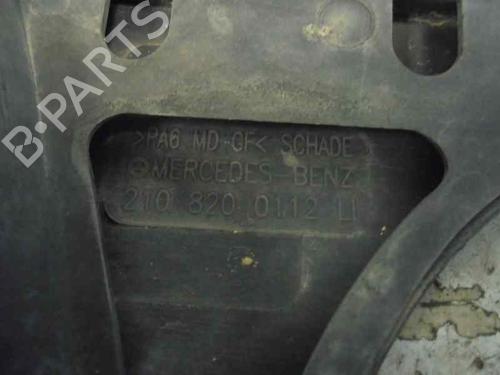 B-PARTS
>PA6 MD-GF< SCHADE
MERCEDES-BENZ
210 820 0112 LI